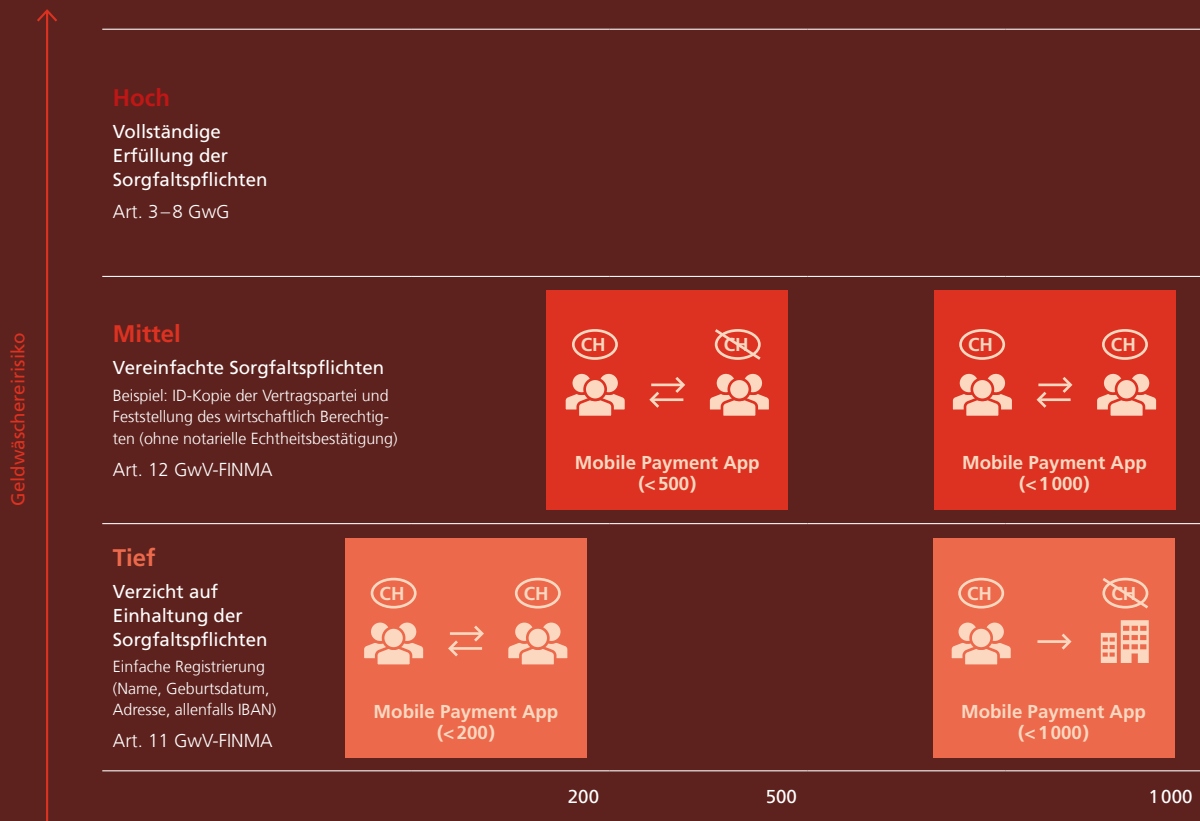 Geldwäschereirisiko
Hoch
Vollständige
Erfüllung der
Sorgfaltspflichten
Art. 3–8 GwG
Mittel
Vereinfachte Sorgfaltspflichten
Beispiel: ID-Kopie der Vertragspartei und
Feststellung des wirtschaftlich Berechtig-
ten (ohne notarielle Echtheitsbestätigung)
Art. 12 GwV-FINMA
CH CH
Mobile Payment App
(<500)
CH CH
Mobile Payment App
(<1000)
Tief
Verzicht auf
Einhaltung der
Sorgfaltspflichten
Einfache Registrierung
(Name, Geburtsdatum,
Adresse, allenfalls IBAN)
Art. 11 GwV-FINMA
CH CH
Mobile Payment App
(<200)
CH CH
Mobile Payment App
(<1000)
200 500 1000